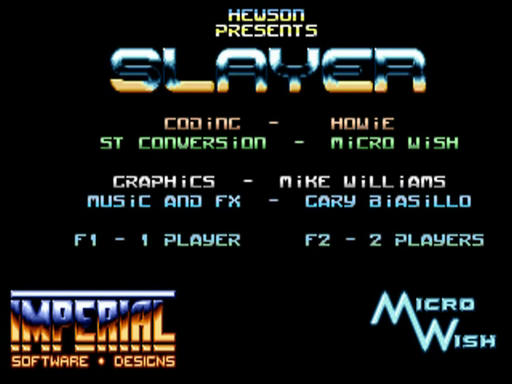 HEWSON
PRESENTS
SLAYER
CODiNG - HOWiE
ST CONVERSiON - MiCRO WiSH
GRAPHiCS - MiKE WiLLiAMS
MUSiC AND FX - GARY BiASiLLO
F1 - 1 PLAYER F2 - 2 PLAYERS
IMPERIAL
SOFTWARE • DESIGNS
MICRO
WISH